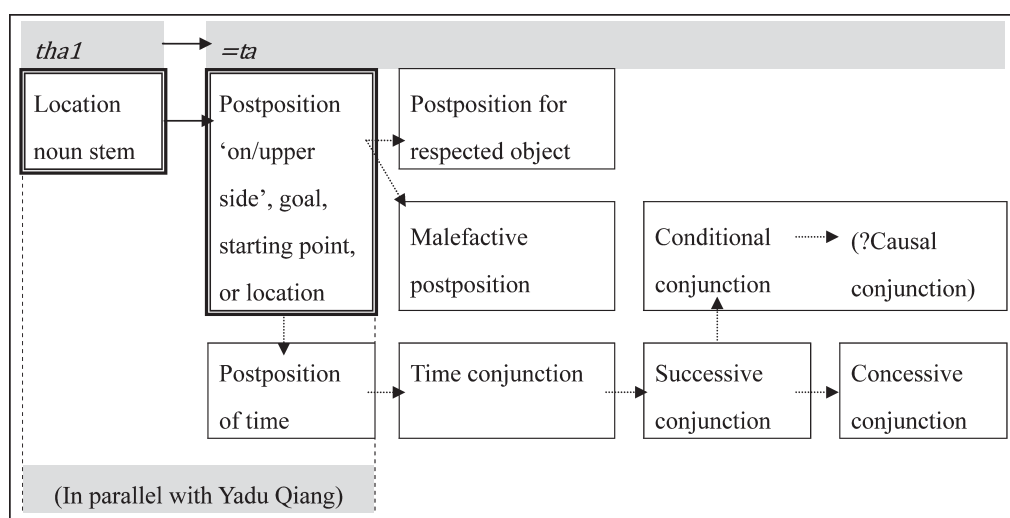 tha1 =ta
Location
noun stem
Postposition
‘on/upper
side’, goal,
starting point,
or location
Postposition for
respected object
Malefactive
postposition
Conditional
conjunction
(?Causal
conjunction)
Postposition
of time
Time conjunction
Successive
conjunction
Concessive
conjunction
(In parallel with Yadu Qiang)